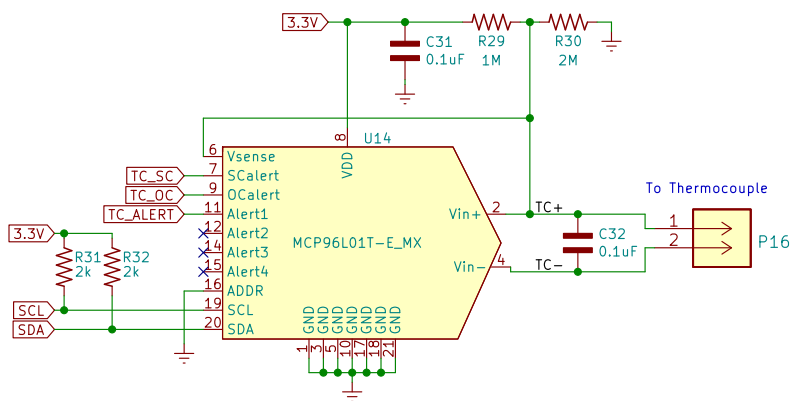 3.3V
C31
0.1uF
R29
1M
R30
2M
8
U14
VDD
6 Vsense
TC_SC 7 SCalert
TC_OC 9 OCalert
TC_ALERT 11 Alert1
12 Alert2
14 Alert3
15 Alert4
16 ADDR
19 SCL
20 SDA
MCP96L01T-E_MX
Vin+ 2 TC+
Vin- 4 TC-
C32
0.1uF
To Thermocouple
1
2
P16
3.3V
R31
2k
R32
2k
SCL
SDA
GND GND GND GND GND GND GND
1 3 5 10 17 18 21